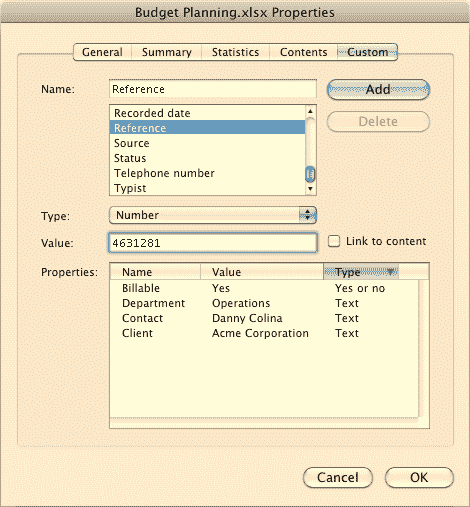 Budget Planning.xlsx Properties
General Summary Statistics Contents Custom
Name: Reference Add
Recorded date
Reference Delete
Source
Status
Telephone number
Typist
Type: Number
Value: 4631281 Link to content
Properties: Name Value Type
Billable Yes Yes or no
Department Operations Text
Contact Danny Colina Text
Client Acme Corporation Text
Cancel OK